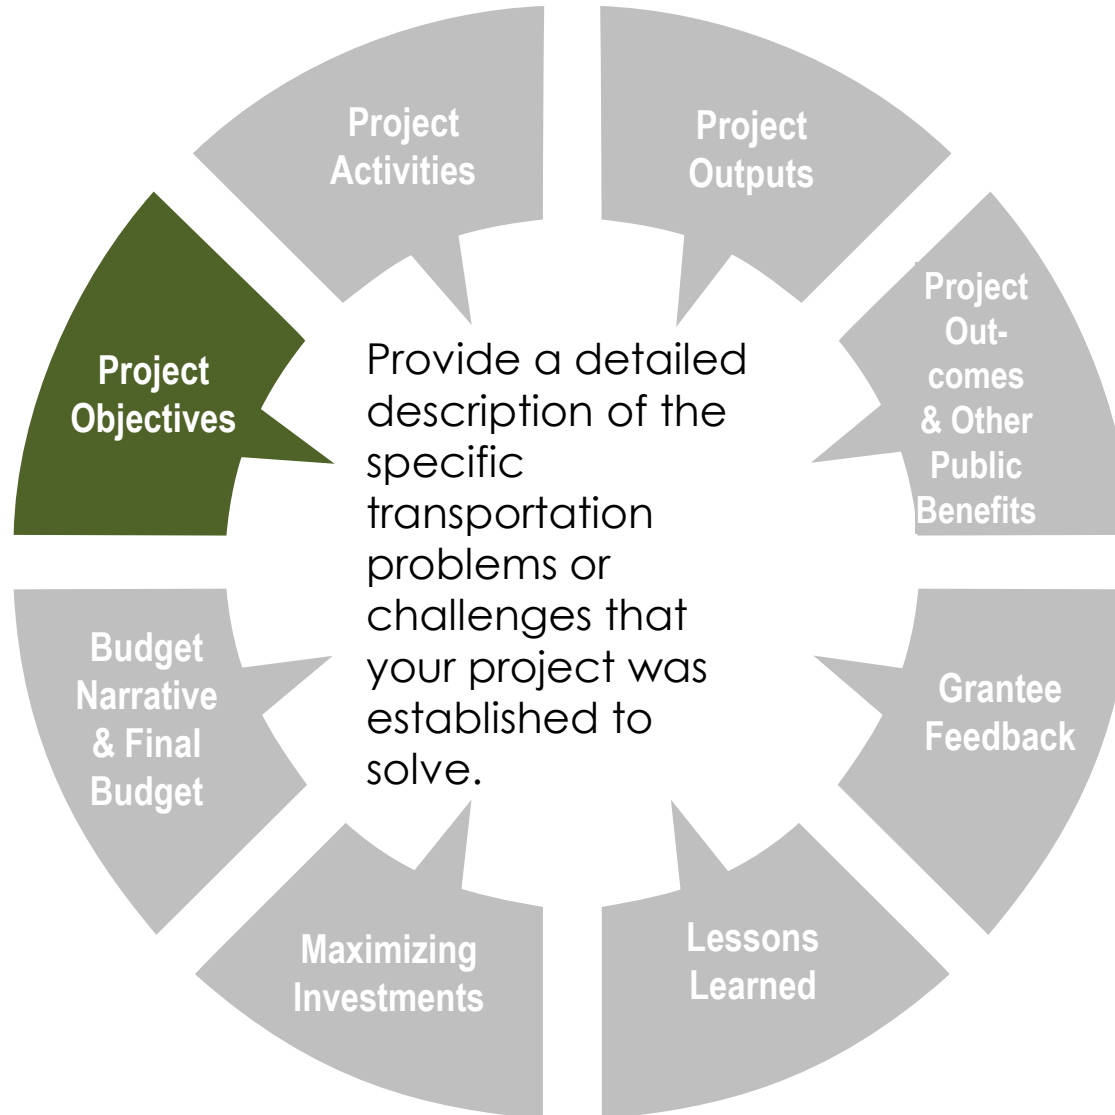 Project
Activities
Project
Outputs
Project
Out-
comes
& Other
Public
Benefits
Grantee
Feedback
Lessons
Learned
Maximizing
Investments
Budget
Narrative
& Final
Budget
Project
Objectives
Provide a detailed
description of the
specific
transportation
problems or
challenges that
your project was
established to
solve.